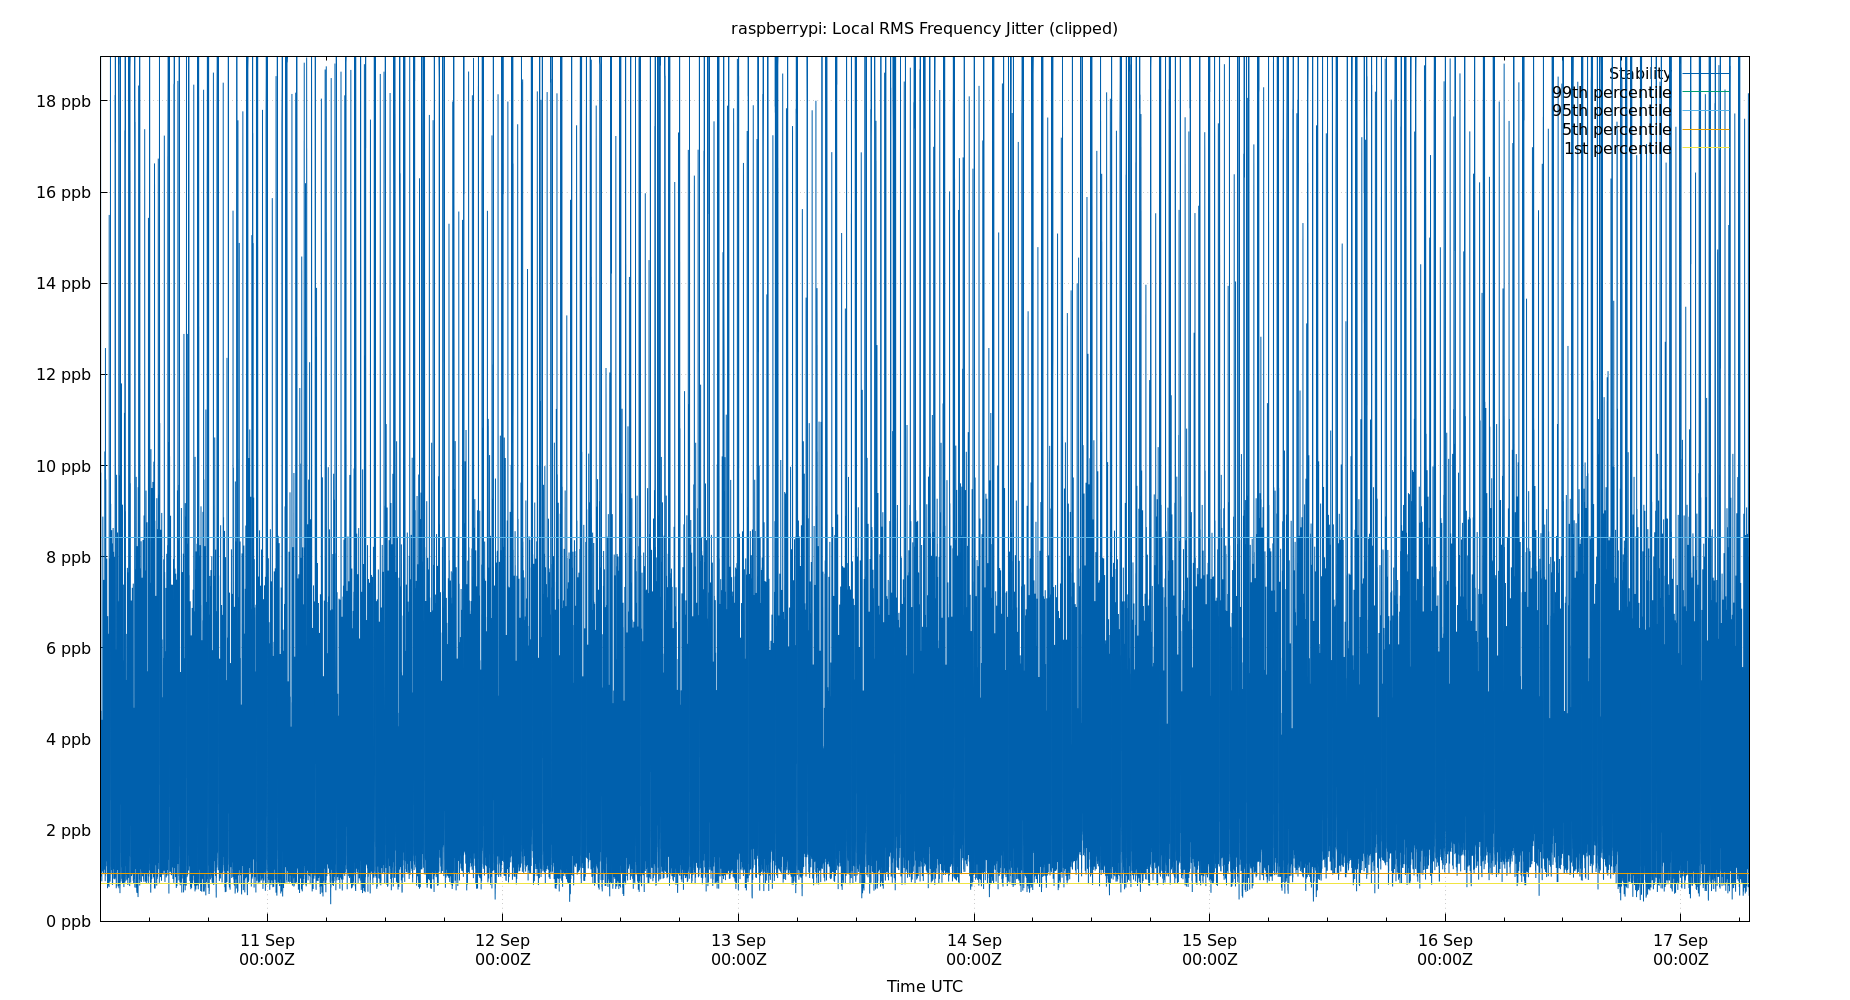 raspberrypi: Local RMS Frequency Jitter (clipped)
Stability
99th percentile
95th percentile
5th percentile
1st percentile
18 ppb
16 ppb
14 ppb
12 ppb
10 ppb
8 ppb
6 ppb
4 ppb
2 ppb
0 ppb
11 Sep 12 Sep 13 Sep 14 Sep 15 Sep 16 Sep 17 Sep
00:00Z 00:00Z 00:00Z 00:00Z 00:00Z 00:00Z 00:00Z
Time UTC